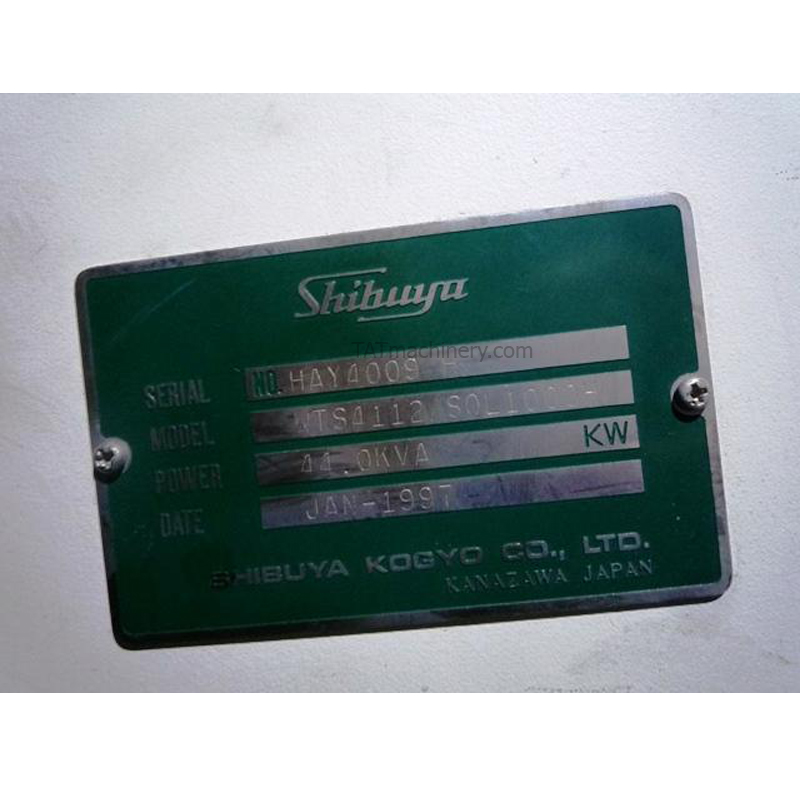 Shibuya
TATmachinery.com
SERIAL NO. HAY4009
MODEL
POWER 44.0KVA KW
DATE JAN-1997
SHIBUYA KOGYO CO., LTD.
KANAZAWA JAPAN